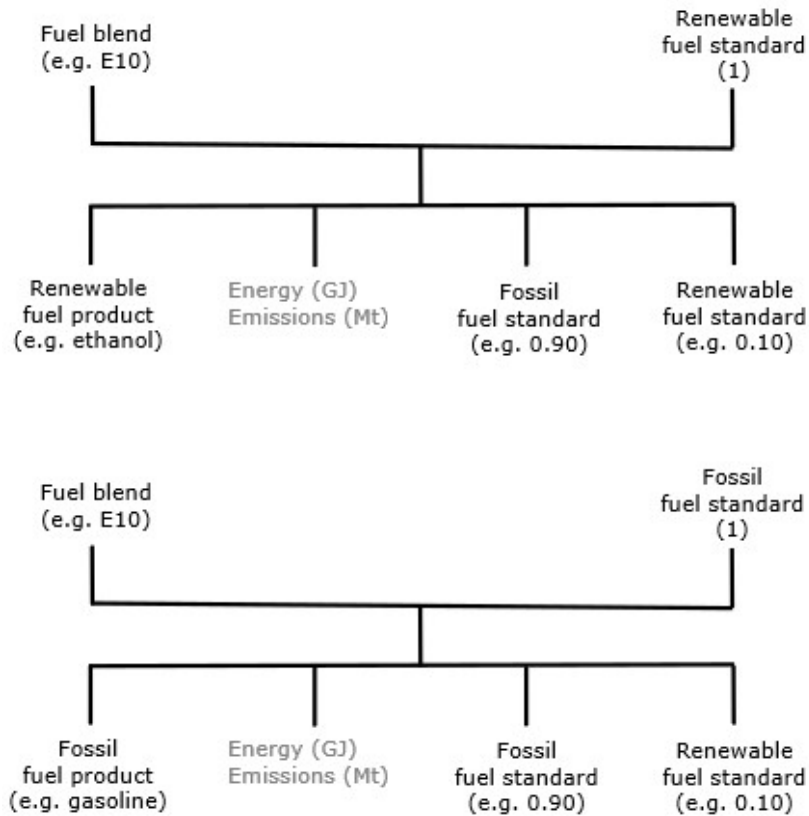 Fuel blend
(e.g. E10)
Renewable
fuel standard
(1)
Renewable
fuel product
(e.g. ethanol)
Energy (GJ)
Emissions (Mt)
Fossil
fuel standard
(e.g. 0.90)
Renewable
fuel standard
(e.g. 0.10)
Fuel blend
(e.g. E10)
Fossil
fuel standard
(1)
Fossil
fuel product
(e.g. gasoline)
Energy (GJ)
Emissions (Mt)
Fossil
fuel standard
(e.g. 0.90)
Renewable
fuel standard
(e.g. 0.10)